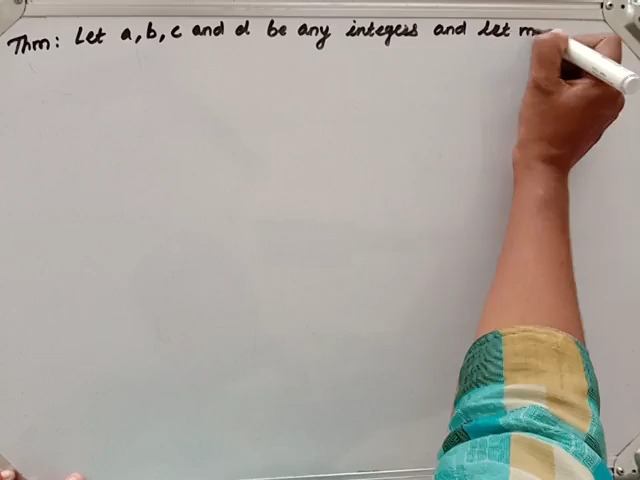 Thm: Let a, b, c and d be any integers and let m